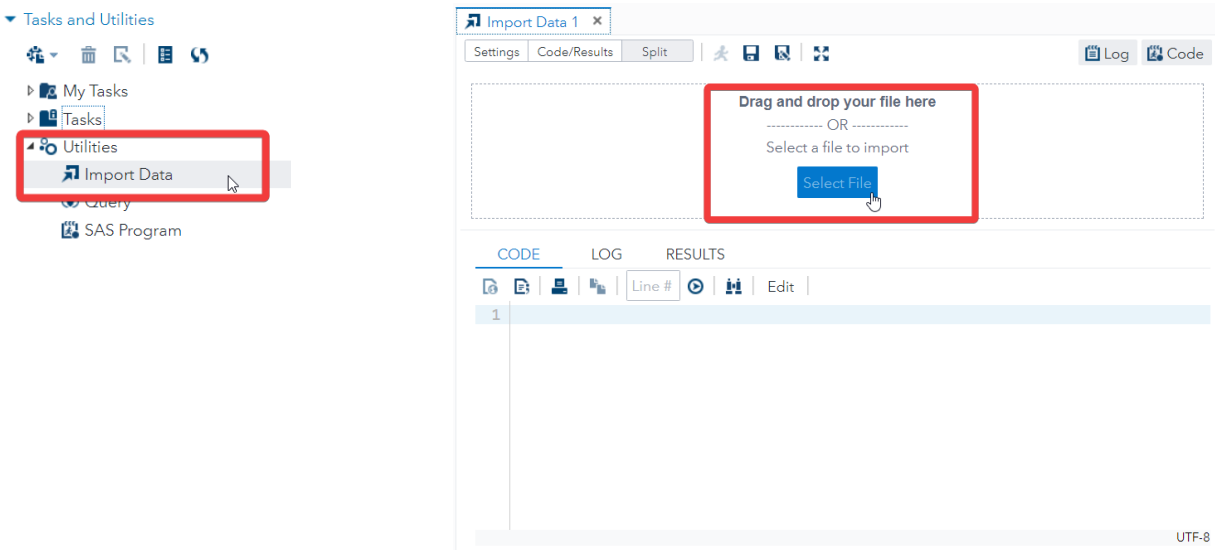 Tasks and Utilities
My Tasks
Tasks
Utilities
Import Data
Query
SAS Program
Import Data 1
Settings Code/Results Split
Log Code
Drag and drop your file here
------------ OR ------------
Select a file to import
Select File
CODE LOG RESULTS
Line # Edit
1
UTF-8